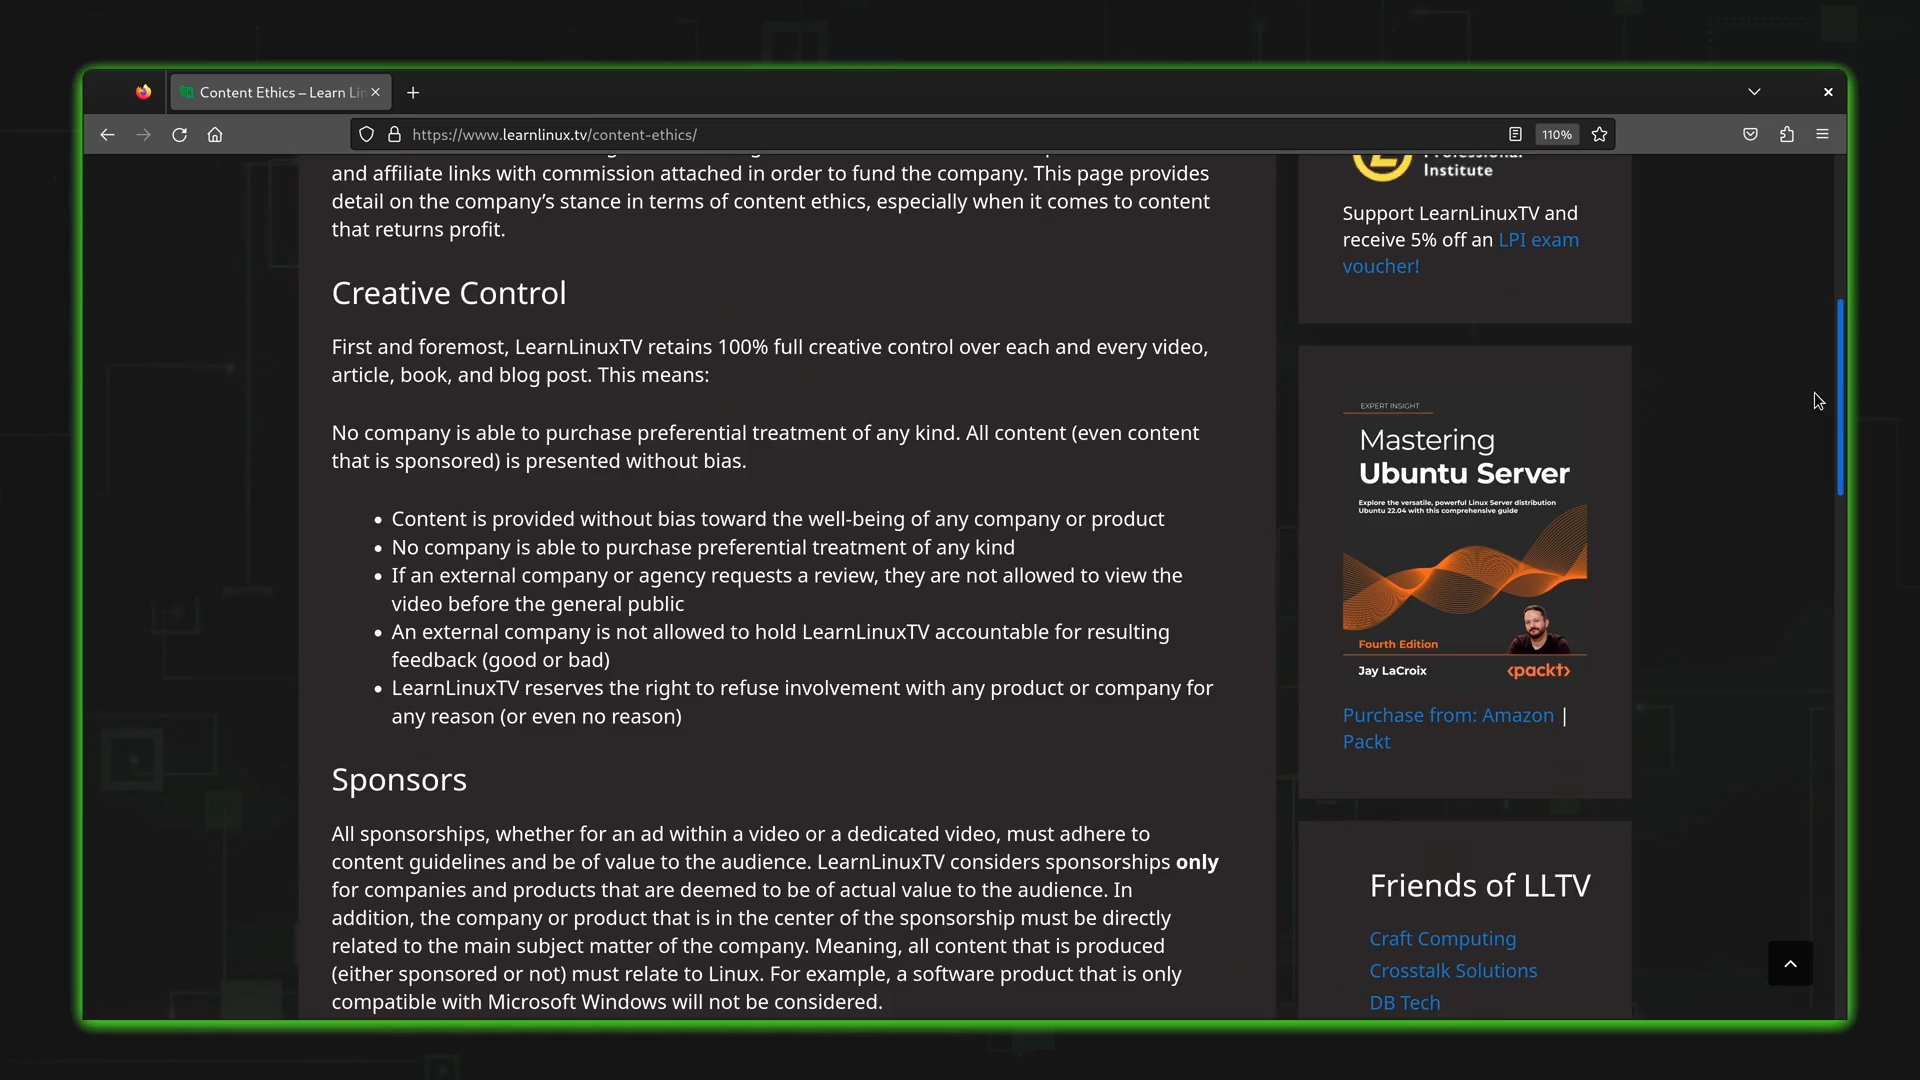 Content Ethics – Learn Lin
https://www.learnlinux.tv/content-ethics/
110%
and affiliate links with commission attached in order to fund the company. This page provides
detail on the company’s stance in terms of content ethics, especially when it comes to content
that returns profit.
Creative Control
First and foremost, LearnLinuxTV retains 100% full creative control over each and every video,
article, book, and blog post. This means:
No company is able to purchase preferential treatment of any kind. All content (even content
that is sponsored) is presented without bias.
• Content is provided without bias toward the well-being of any company or product
• No company is able to purchase preferential treatment of any kind
• If an external company or agency requests a review, they are not allowed to view the
video before the general public
• An external company is not allowed to hold LearnLinuxTV accountable for resulting
feedback (good or bad)
• LearnLinuxTV reserves the right to refuse involvement with any product or company for
any reason (or even no reason)
Sponsors
All sponsorships, whether for an ad within a video or a dedicated video, must adhere to
content guidelines and be of value to the audience. LearnLinuxTV considers sponsorships only
for companies and products that are deemed to be of actual value to the audience. In
addition, the company or product that is in the center of the sponsorship must be directly
related to the main subject matter of the company. Meaning, all content that is produced
(either sponsored or not) must relate to Linux. For example, a software product that is only
compatible with Microsoft Windows will not be considered.
Professional
Institute
Support LearnLinuxTV and
receive 5% off an LPI exam
voucher!
EXPERT INSIGHT
Mastering
Ubuntu Server
Explore the versatile, powerful Linux Server distribution
Ubuntu 22.04 with this comprehensive guide
Fourth Edition
Jay LaCroix
<packt>
Purchase from: Amazon |
Packt
Friends of LLTV
Craft Computing
Crosstalk Solutions
DB Tech